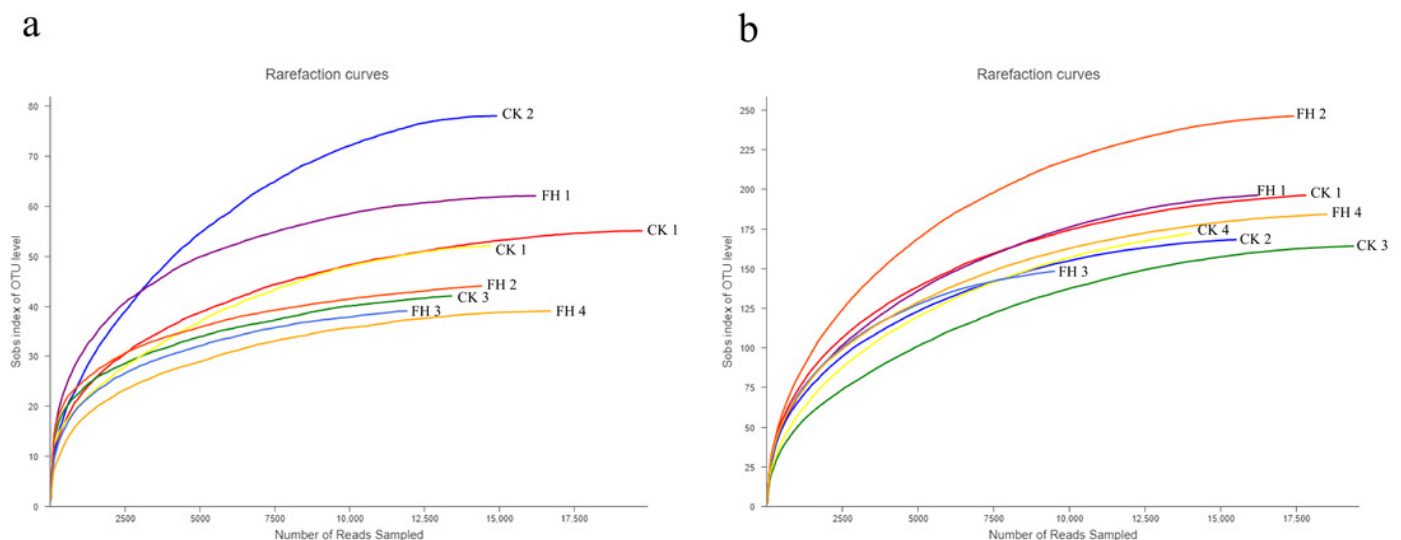 a
Rarefaction curves
Sobs index of OTU level
80
70
60
50
40
30
20
10
0
CK 2
FH 1
CK 1
CK 1
FH 2
CK 3
FH 3
FH 4
2500
5000
7500
10,000
12,500
15,000
17,500
Number of Reads Sampled
b
Rarefaction curves
Sobs index of OTU level
250
225
200
175
150
125
100
75
50
25
0
FH 2
FH 1
CK 1
FH 4
CK 4
CK 2
CK 3
FH 3
2500
5000
7500
10,000
12,500
15,000
17,500
Number of Reads Sampled